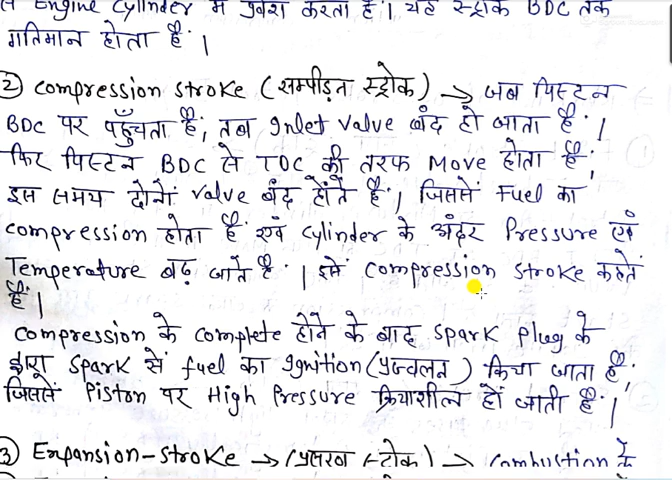 Engine Cylinder में प्रवेश करता है। यह स्ट्रोक BDC तक
गतिमान होता है।
② Compression Stroke (सम्पीड़न स्ट्रोक) → जब पिस्टन
BDC पर पहुँचता है, तब Inlet Valve बंद हो जाता है।
फिर पिस्टन BDC से TDC की तरफ Move होता है,
इस समय दोनों Valve बंद होते है। जिससे Fuel का
Compression होता है एवं Cylinder के अंदर Pressure एवं
Temperature बढ़ जाते है। इसे Compression Stroke कहते
हैं।
Compression के Complete होने के बाद Spark Plug के
द्वारा Spark से Fuel का Ignition (प्रज्वलन) किया जाता है,
जिससे Piston पर High Pressure क्रियाशील हो जाती है।
③ Expansion-Stroke → (प्रसरण स्ट्रोक) → Combustion के